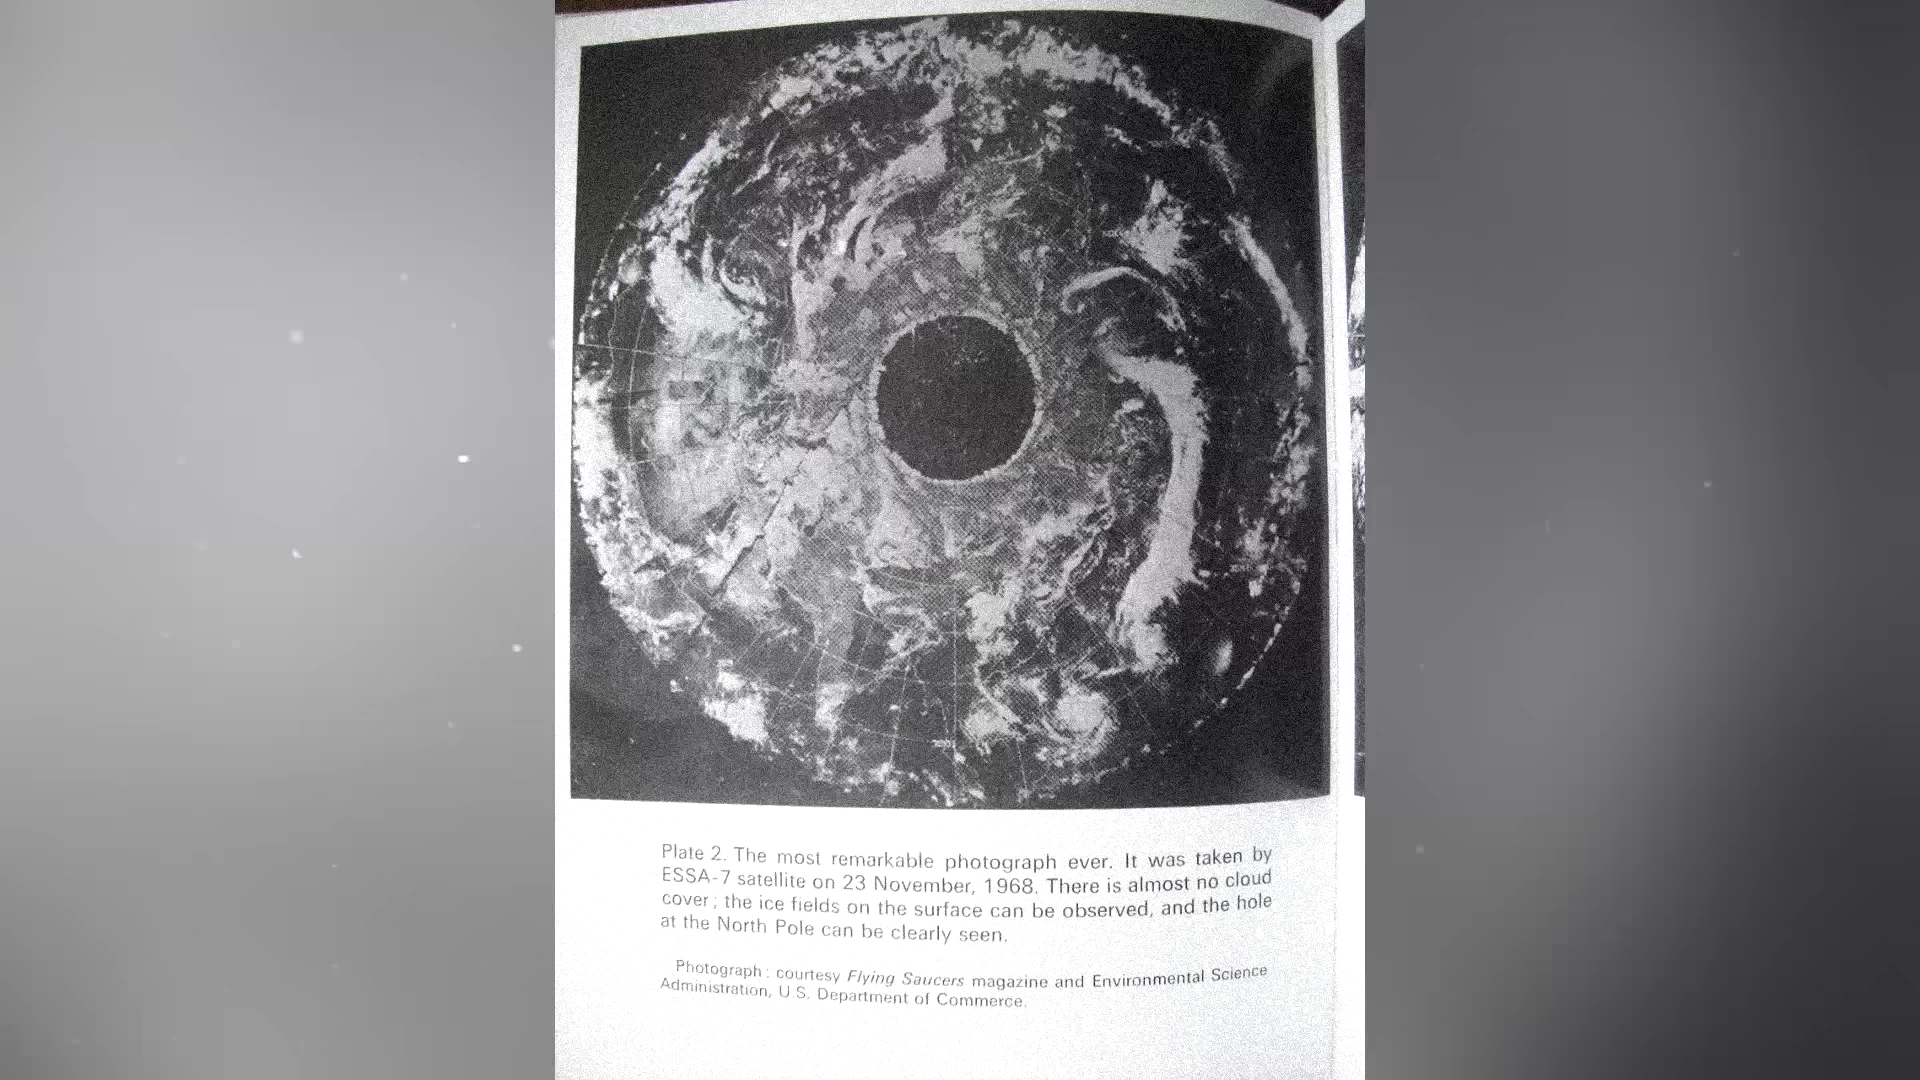 Plate 2. The most remarkable photograph ever. It was taken by
ESSA-7 satellite on 23 November, 1968. There is almost no cloud
cover; the ice fields on the surface can be observed, and the hole
at the North Pole can be clearly seen.
Photograph: courtesy Flying Saucers magazine and Environmental Science
Administration, U.S. Department of Commerce.